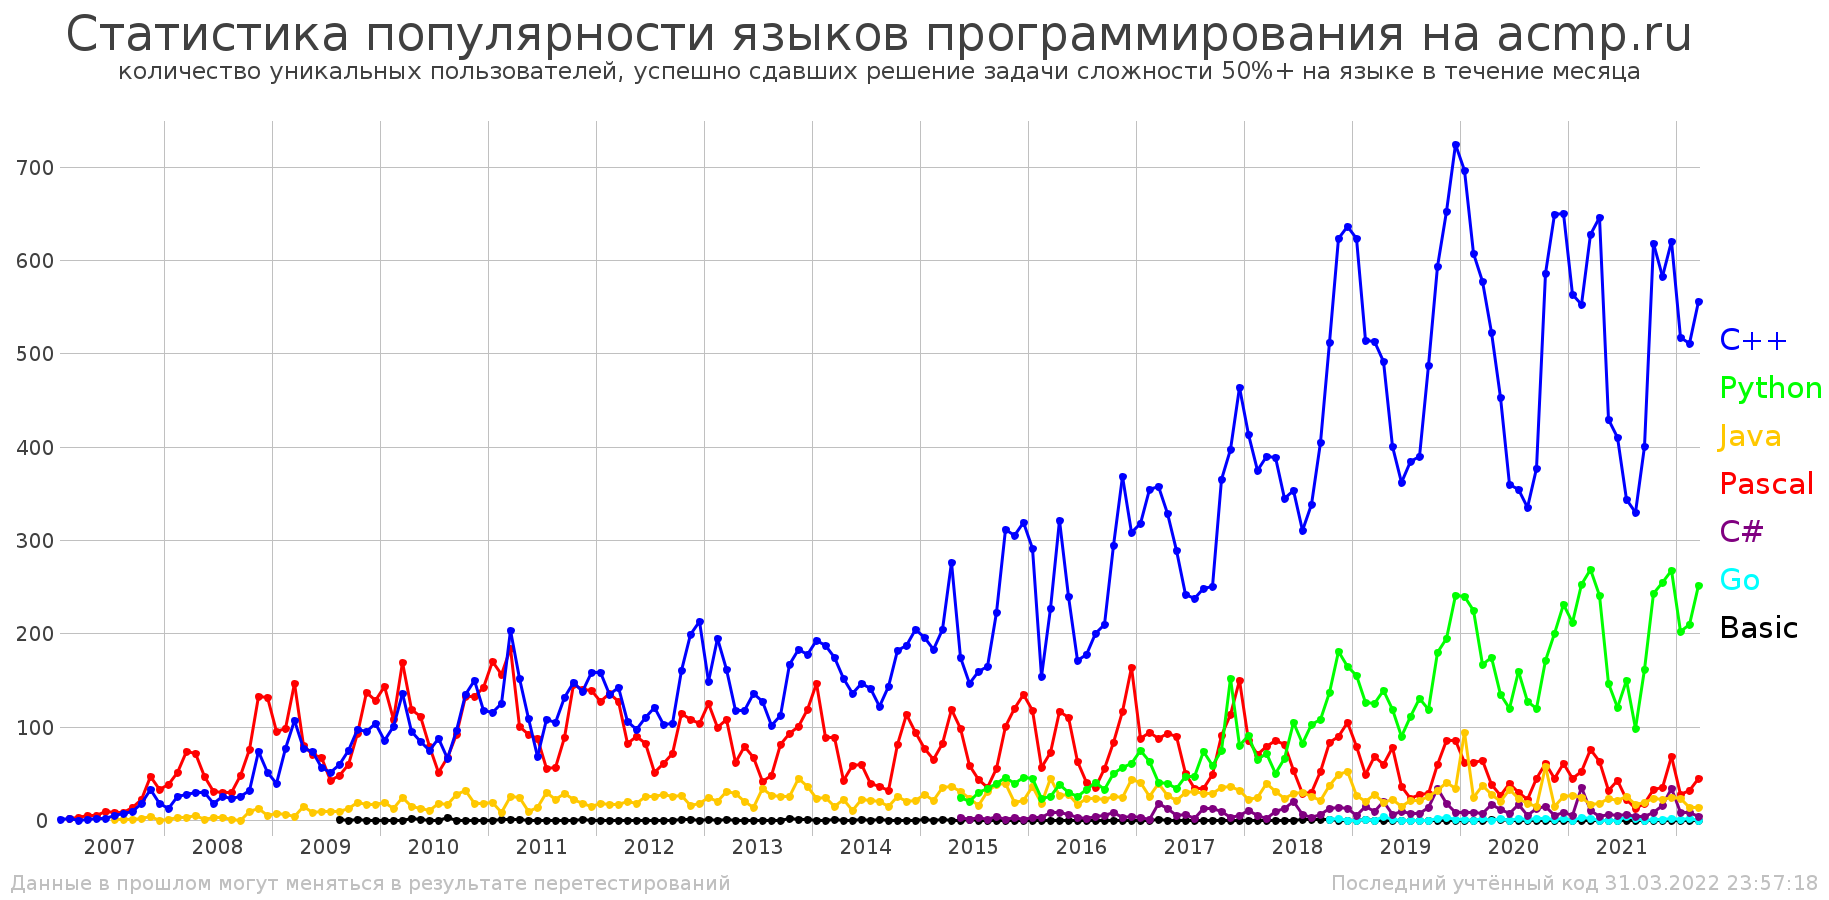 Статистика популярности языков программирования на acmp.ru
количество уникальных пользователей, успешно сдавших решение задачи сложности 50%+ на языке в течение месяца
700
600
500
400
300
200
100
0
C++
Python
Java
Pascal
C#
Go
Basic
2007 2008 2009 2010 2011 2012 2013 2014 2015 2016 2017 2018 2019 2020 2021
Данные в прошлом могут меняться в результате перетестирований
Последний учтённый код 31.03.2022 23:57:18